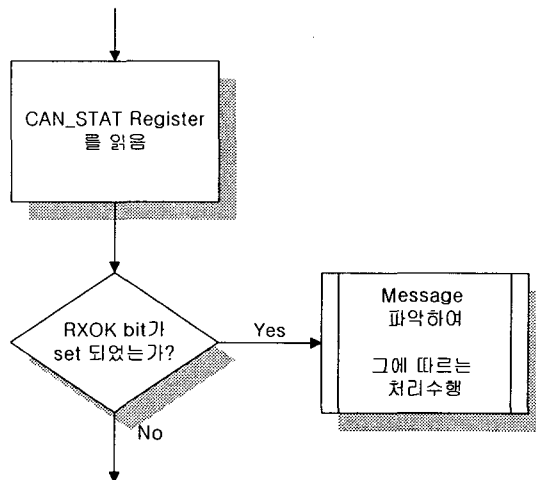 CAN_STAT Register
를 읽음
RXOK bit가
set 되었는가?
Yes
Message
파악하여
그에 따르는
처리수행
No